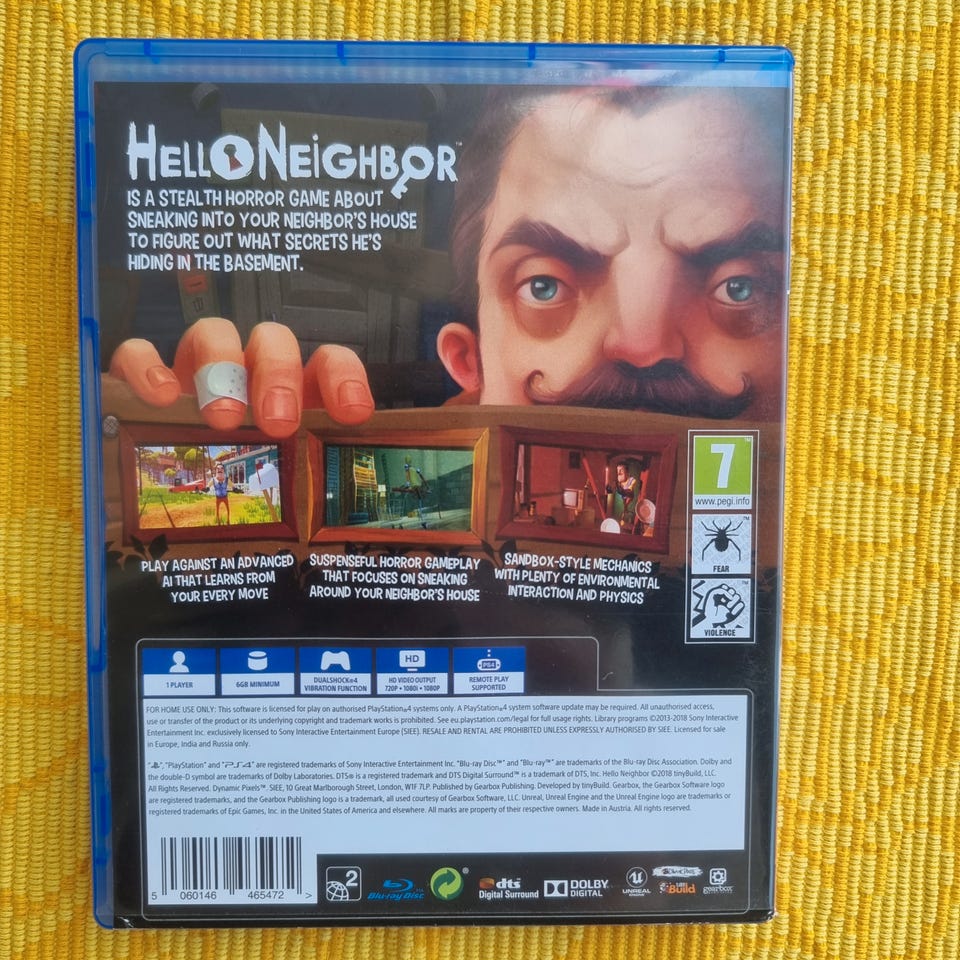 HELLO NEIGHBOR™
IS A STEALTH HORROR GAME ABOUT
SNEAKING INTO YOUR NEIGHBOR'S HOUSE
TO FIGURE OUT WHAT SECRETS HE'S
HIDING IN THE BASEMENT.
PLAY AGAINST AN ADVANCED
AI THAT LEARNS FROM
YOUR EVERY MOVE
SUSPENSEFUL HORROR GAMEPLAY
THAT FOCUSES ON SNEAKING
AROUND YOUR NEIGHBOR'S HOUSE
SANDBOX-STYLE MECHANICS
WITH PLENTY OF ENVIRONMENTAL
INTERACTION AND PHYSICS
7
www.pegi.info
FEAR
VIOLENCE
1 PLAYER
6GB MINIMUM
DUALSHOCK®4
VIBRATION FUNCTION
HD
HD VIDEO OUTPUT
720P • 1080i • 1080P
PS4
REMOTE PLAY
SUPPORTED
FOR HOME USE ONLY: This software is licensed for play on authorised PlayStation®4 systems only. A PlayStation®4 system software update may be required. All unauthorised access,
use or transfer of the product or its underlying copyright and trademark works is prohibited. See eu.playstation.com/legal for full usage rights. Library programs ©2013-2018 Sony Interactive
Entertainment Inc. exclusively licensed to Sony Interactive Entertainment Europe (SIEE). RESALE AND RENTAL ARE PROHIBITED UNLESS EXPRESSLY AUTHORISED BY SIEE. Licensed for sale
in Europe, India and Russia only.
"", "PlayStation" and "PS4" are registered trademarks of Sony Interactive Entertainment Inc. "Blu-ray Disc™" and "Blu-ray™" are trademarks of the Blu-ray Disc Association. Dolby and
the double-D symbol are trademarks of Dolby Laboratories. DTS® is a registered trademark and DTS Digital Surround™ is a trademark of DTS, Inc. Hello Neighbor ©2018 tinyBuild, LLC.
All Rights Reserved. Dynamic Pixels™. SIEE, 10 Great Marlborough Street, London, W1F 7LP. Published by Gearbox Publishing. Developed by tinyBuild. Gearbox, the Gearbox Software logo
are registered trademarks, and the Gearbox Publishing logo is a trademark, all used courtesy of Gearbox Software, LLC. Unreal, Unreal Engine and the Unreal Engine logo are trademarks or
registered trademarks of Epic Games, Inc. in the United States of America and elsewhere. All marks are property of their respective owners. Made in Austria. All rights reserved.
5 060146 465472 >
2
Blu-ray Disc
dts
Digital Surround
DOLBY
DIGITAL
UNREAL
tinyBuild
gearbox